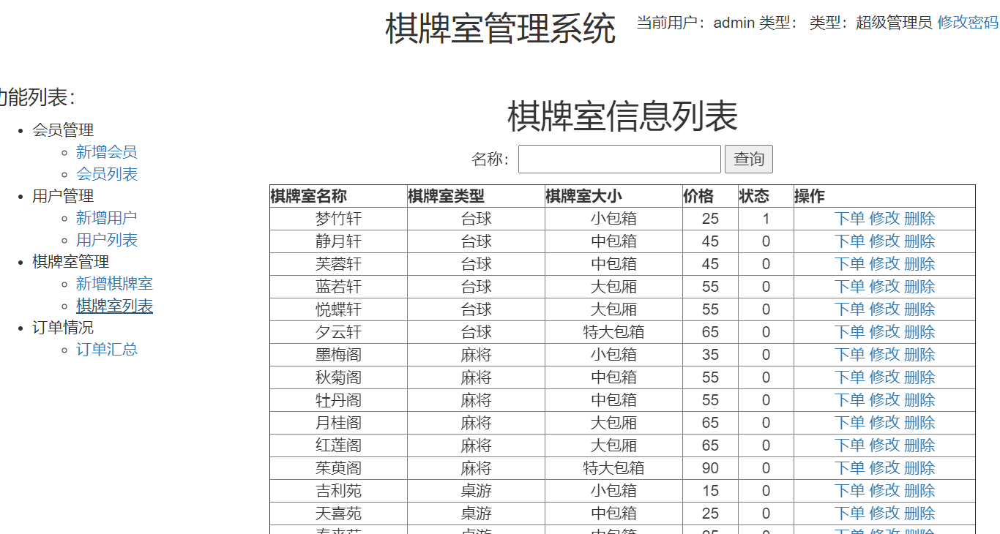 棋牌室管理系统
当前用户：admin 类型： 类型：超级管理员 修改密码
功能列表：
会员管理
新增会员
会员列表
用户管理
新增用户
用户列表
棋牌室管理
新增棋牌室
棋牌室列表
订单情况
订单汇总
棋牌室信息列表
名称： 查询
棋牌室名称 棋牌室类型 棋牌室大小 价格 状态 操作
梦竹轩 台球 小包箱 25 1 下单 修改 删除
静月轩 台球 中包箱 45 0 下单 修改 删除
芙蓉轩 台球 中包箱 45 0 下单 修改 删除
蓝若轩 台球 大包厢 55 0 下单 修改 删除
悦蝶轩 台球 大包厢 55 0 下单 修改 删除
夕云轩 台球 特大包箱 65 0 下单 修改 删除
墨梅阁 麻将 小包箱 35 0 下单 修改 删除
秋菊阁 麻将 中包箱 55 0 下单 修改 删除
牡丹阁 麻将 中包箱 55 0 下单 修改 删除
月桂阁 麻将 大包厢 65 0 下单 修改 删除
红莲阁 麻将 大包厢 65 0 下单 修改 删除
茱萸阁 麻将 特大包箱 90 0 下单 修改 删除
吉利苑 桌游 小包箱 15 0 下单 修改 删除
天喜苑 桌游 中包箱 25 0 下单 修改 删除